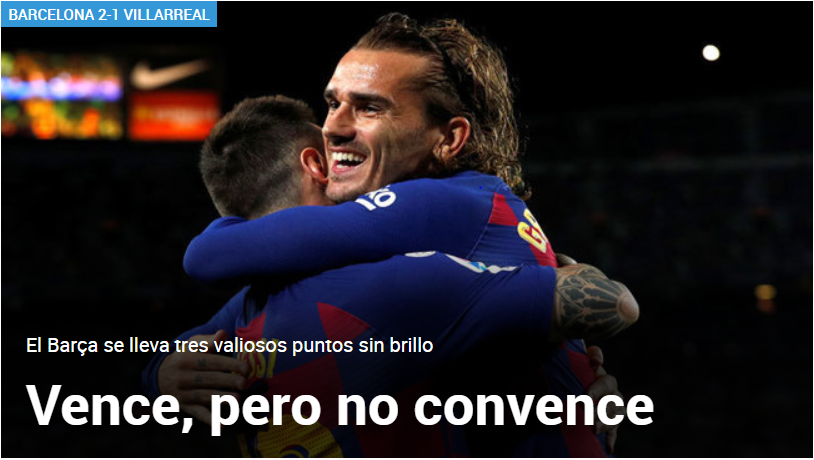 BARCELONA 2-1 VILLARREAL
El Barça se lleva tres valiosos puntos sin brillo
Vence, pero no convence